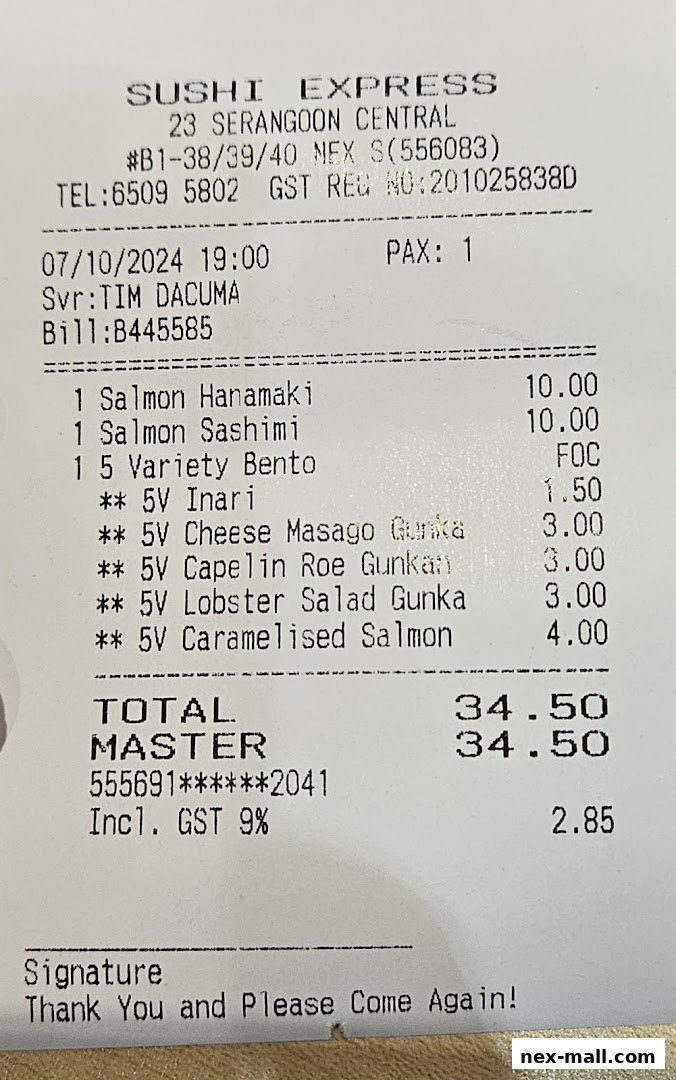 SUSHI EXPRESS
23 SERANGOON CENTRAL
#B1-38/39/40 NEX S(556083)
TEL:6509 5802 GST REG NO:201025838D
07/10/2024 19:00 PAX: 1
Svr:TIM DACUMA
Bill:B445585
1 Salmon Hanamaki 10.00
1 Salmon Sashimi 10.00
1 5 Variety Bento FOC
** 5V Inari 1.50
** 5V Cheese Masago Gunka 3.00
** 5V Capelin Roe Gunkan 3.00
** 5V Lobster Salad Gunka 3.00
** 5V Caramelised Salmon 4.00
TOTAL 34.50
MASTER 34.50
555691******2041
Incl. GST 9% 2.85
Signature
Thank You and Please Come Again!
nex-mall.com